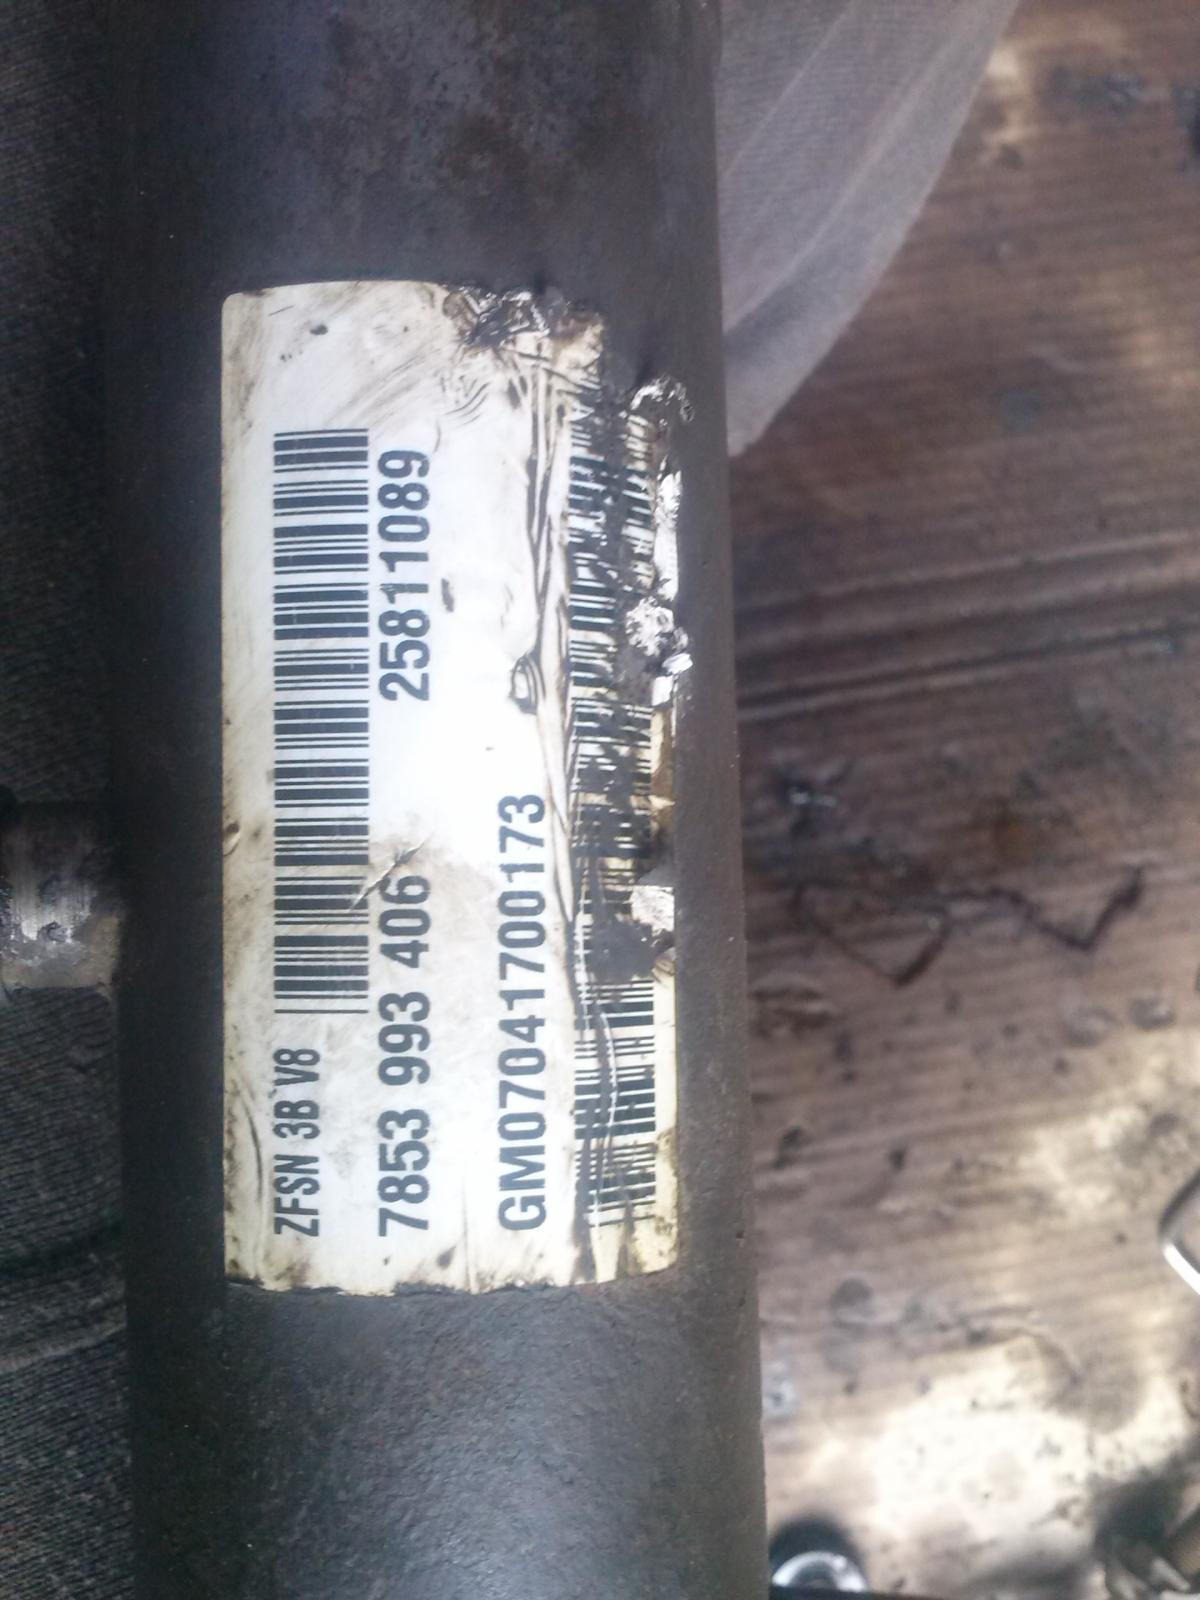 ZFSN 3B V8
7853 993 406 25811089
GM070417000173